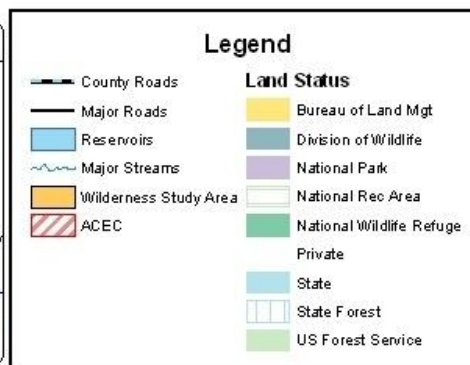 Legend
County Roads
Major Roads
Reservoirs
Major Streams
Wilderness Study Area
ACEC
Land Status
Bureau of Land Mgt
Division of Wildlife
National Park
National Rec Area
National Wildlife Refuge
Private
State
State Forest
US Forest Service